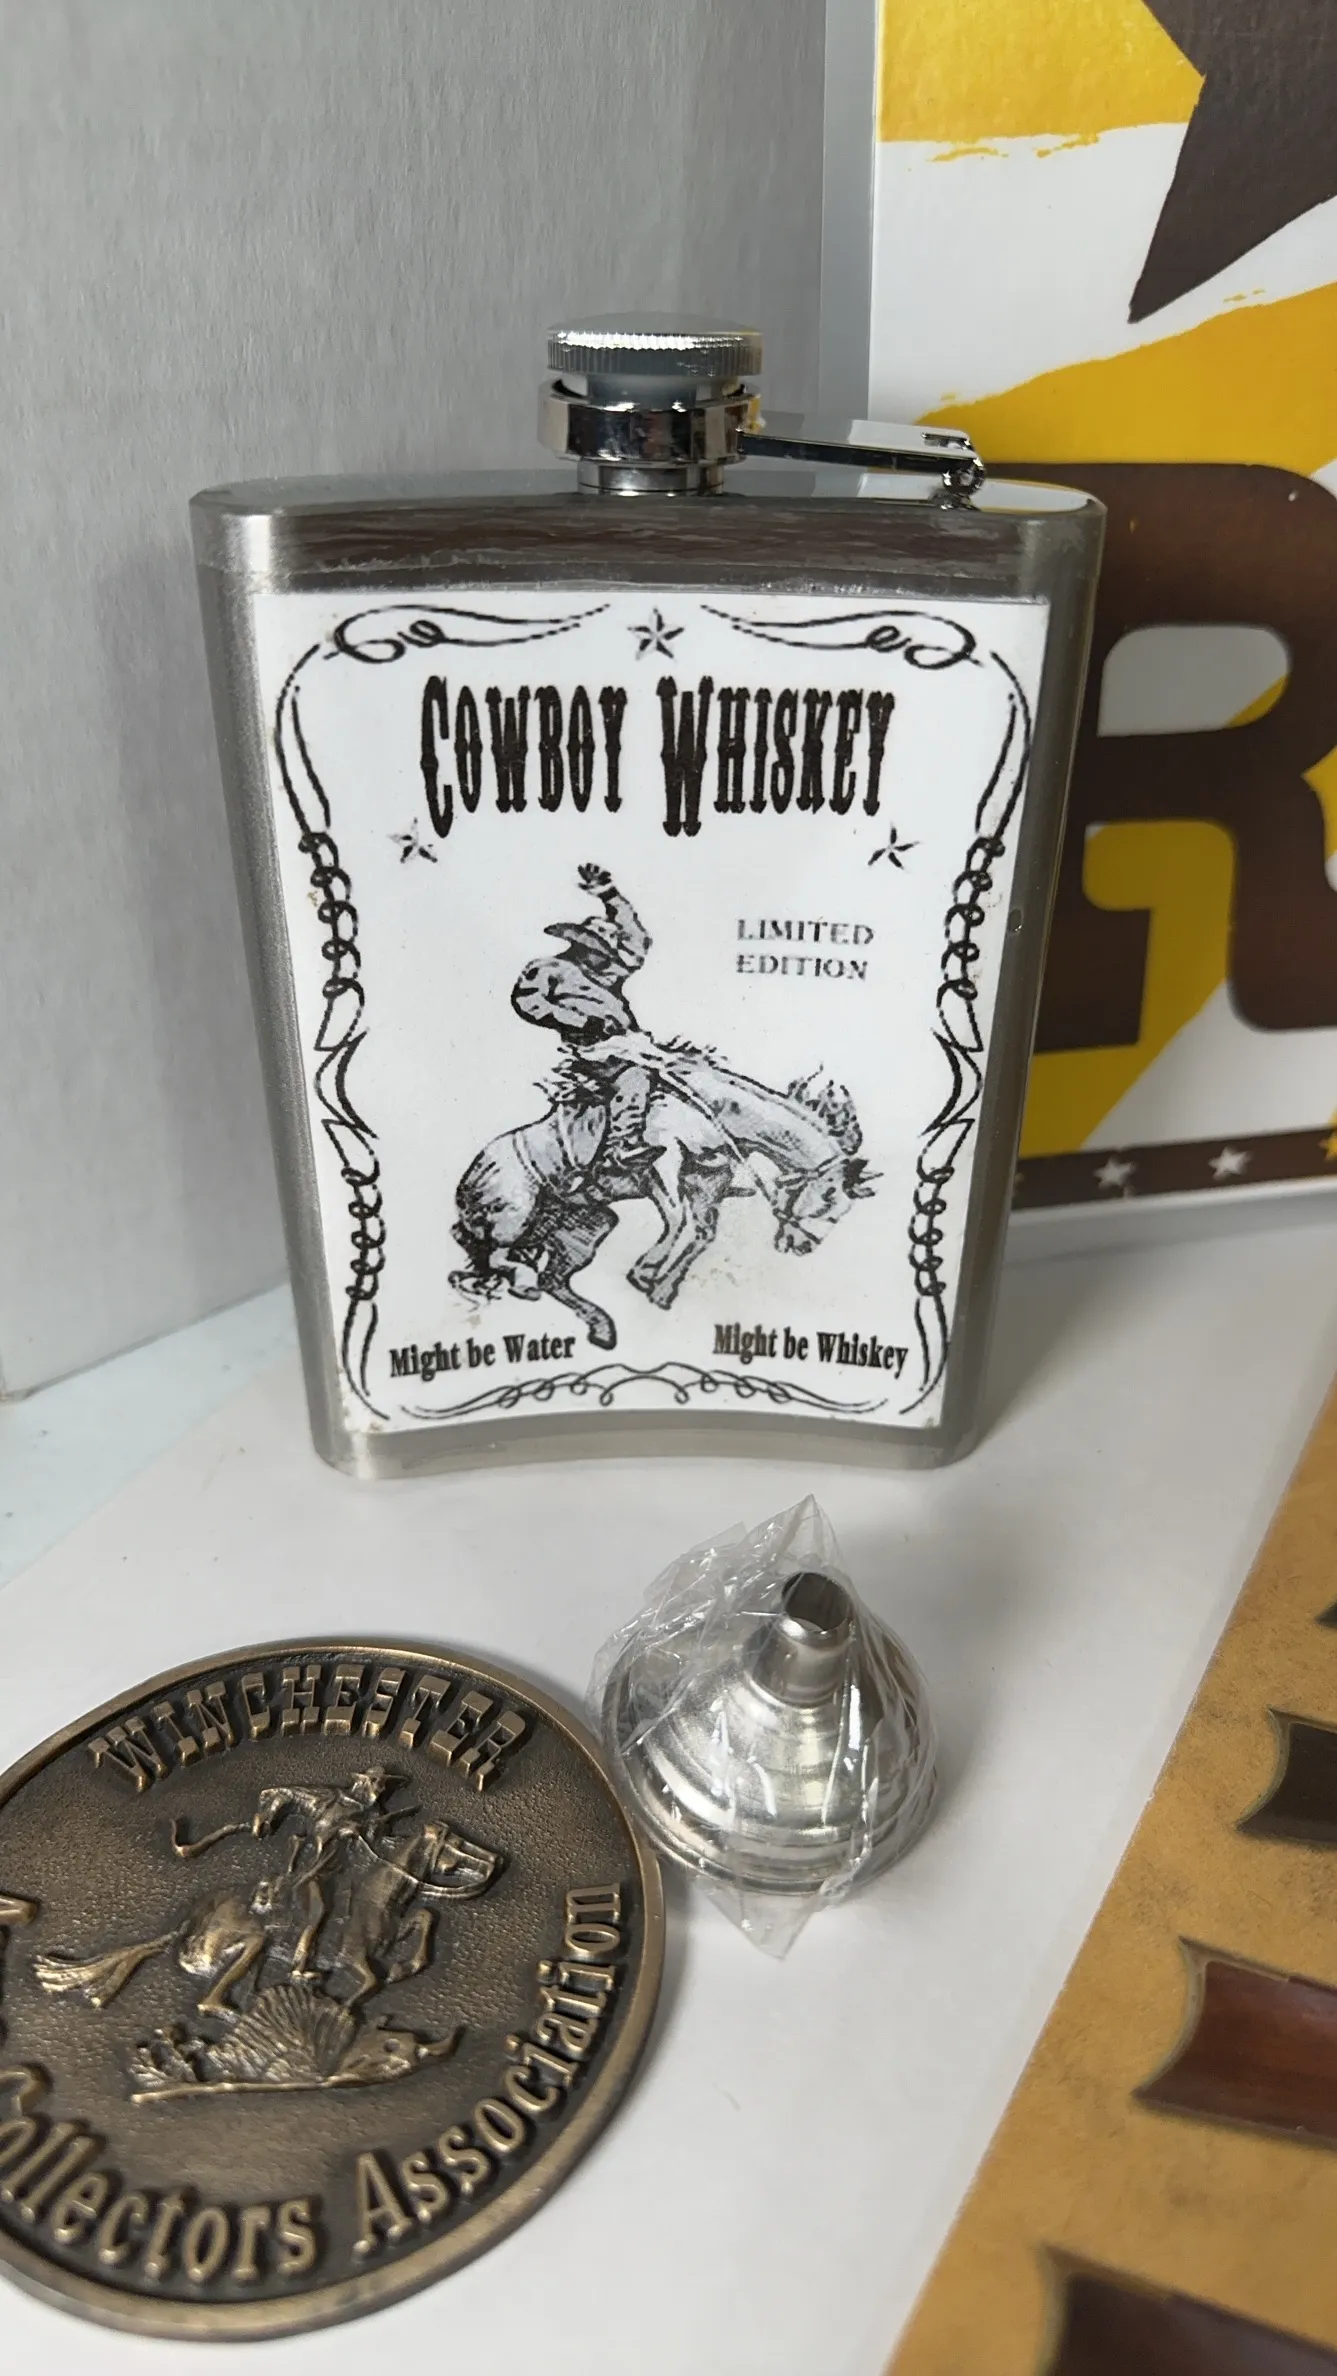 COWBOY WHISKEY
LIMITED
EDITION
Might be Water
Might be Whiskey
WINCHESTER
Collectors Association